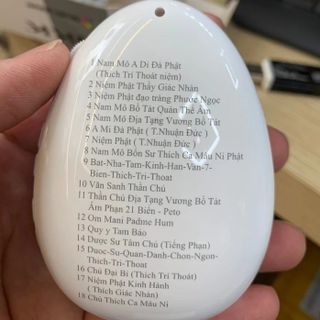 1 Nam Mô A Di Đà Phật
(Thích Trí Thoát niệm)
2 Niệm Phật Thầy Giác Nhân
3 Niệm Phật đạo tràng Phước Ngọc
4 Nam Mô Bồ Tát Quán Thế Âm
5 Nam Mô Địa Tạng Vương Bồ Tát
6 A Mi Đà Phật ( T.Nhuận Đức )
7 Niệm Phật ( T.Nhuận Đức )
8 Nam Mô Bổn Sư Thích Ca Mâu Ni Phật
9 Bat-Nha-Tam-Kinh-Han-Van-7-
Bien-Thich-Tri-Thoat
10 Vãn Sanh Thần Chú
11 Thần Chú Địa Tạng Vương Bồ Tát
Âm Phạn 21 Biến - Peto
12 Om Mani Padme Hum
13 Quy y Tam Bảo
14 Dược Sư Tâm Chú (Tiếng Phạn)
15 Duoc-Su-Quan-Danh-Chon-Ngon-
Thich-Tri-Thoat
16 Chú Đại Bi (Thích Trí Thoát)
17 Niệm Phật Kinh Hành
(Thích Giác Nhân)
18 Chú Thích Ca Mâu Ni